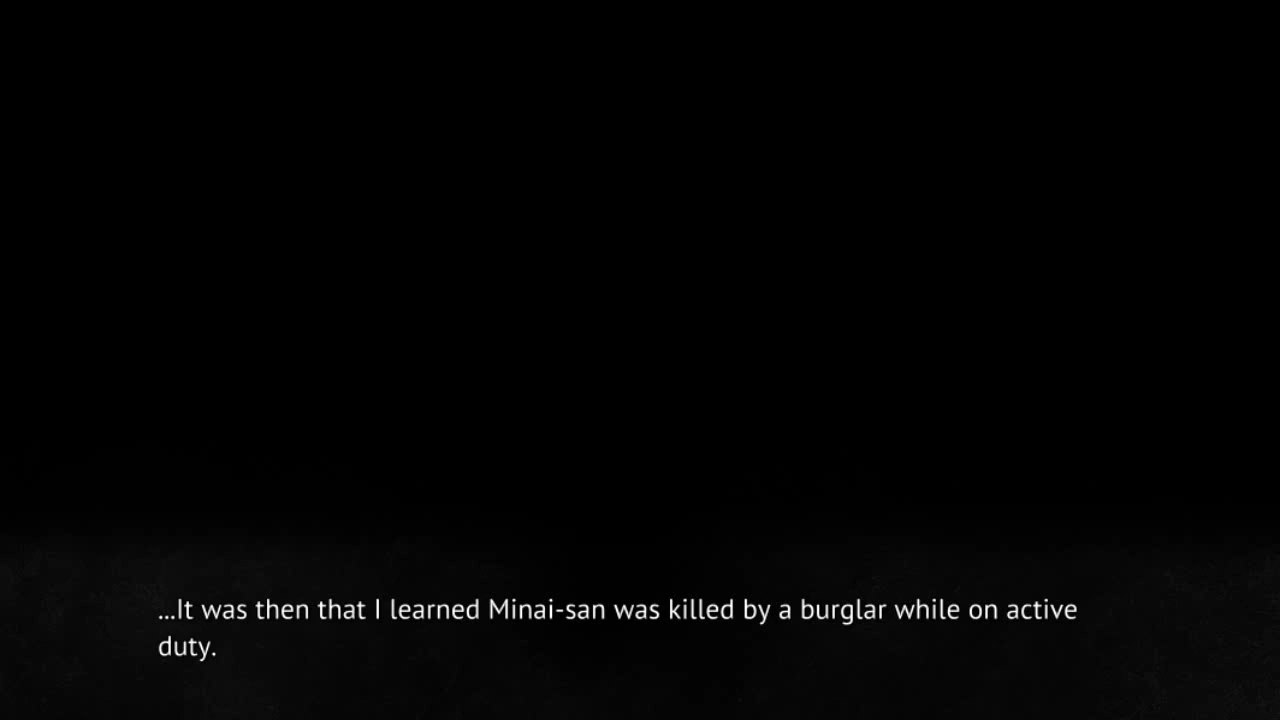 ...It was then that I learned Minai-san was killed by a burglar while on active
duty.